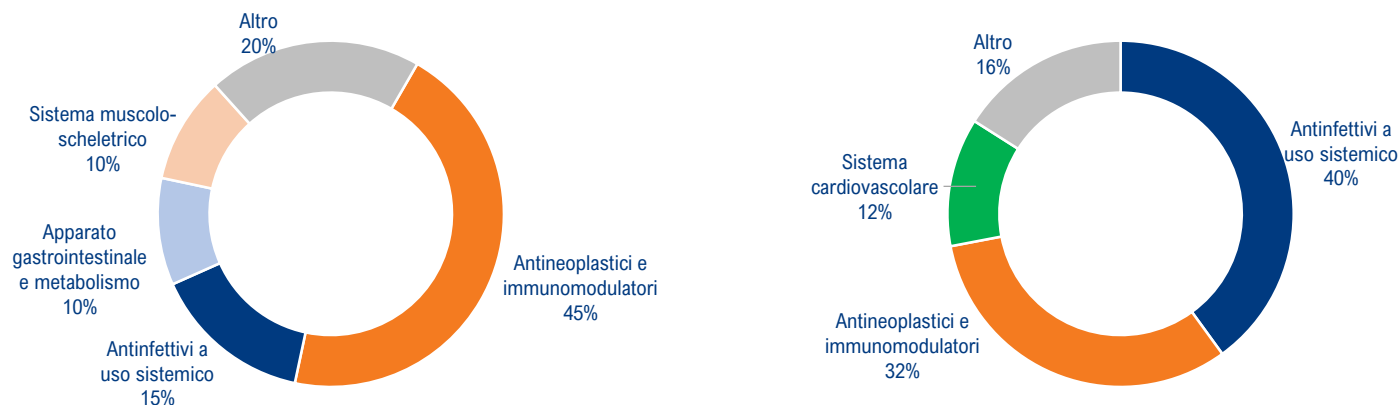 Altro
20%
Sistema muscolo-
scheletrico
10%
Apparato
gastrointestinale
e metabolismo
10%
Antinfettivi a
uso sistemico
15%
Antineoplastici e
immunomodulatori
45%
Altro
16%
Sistema
cardiovascolare
12%
Antineoplastici e
immunomodulatori
32%
Antinfettivi a
uso sistemico
40%